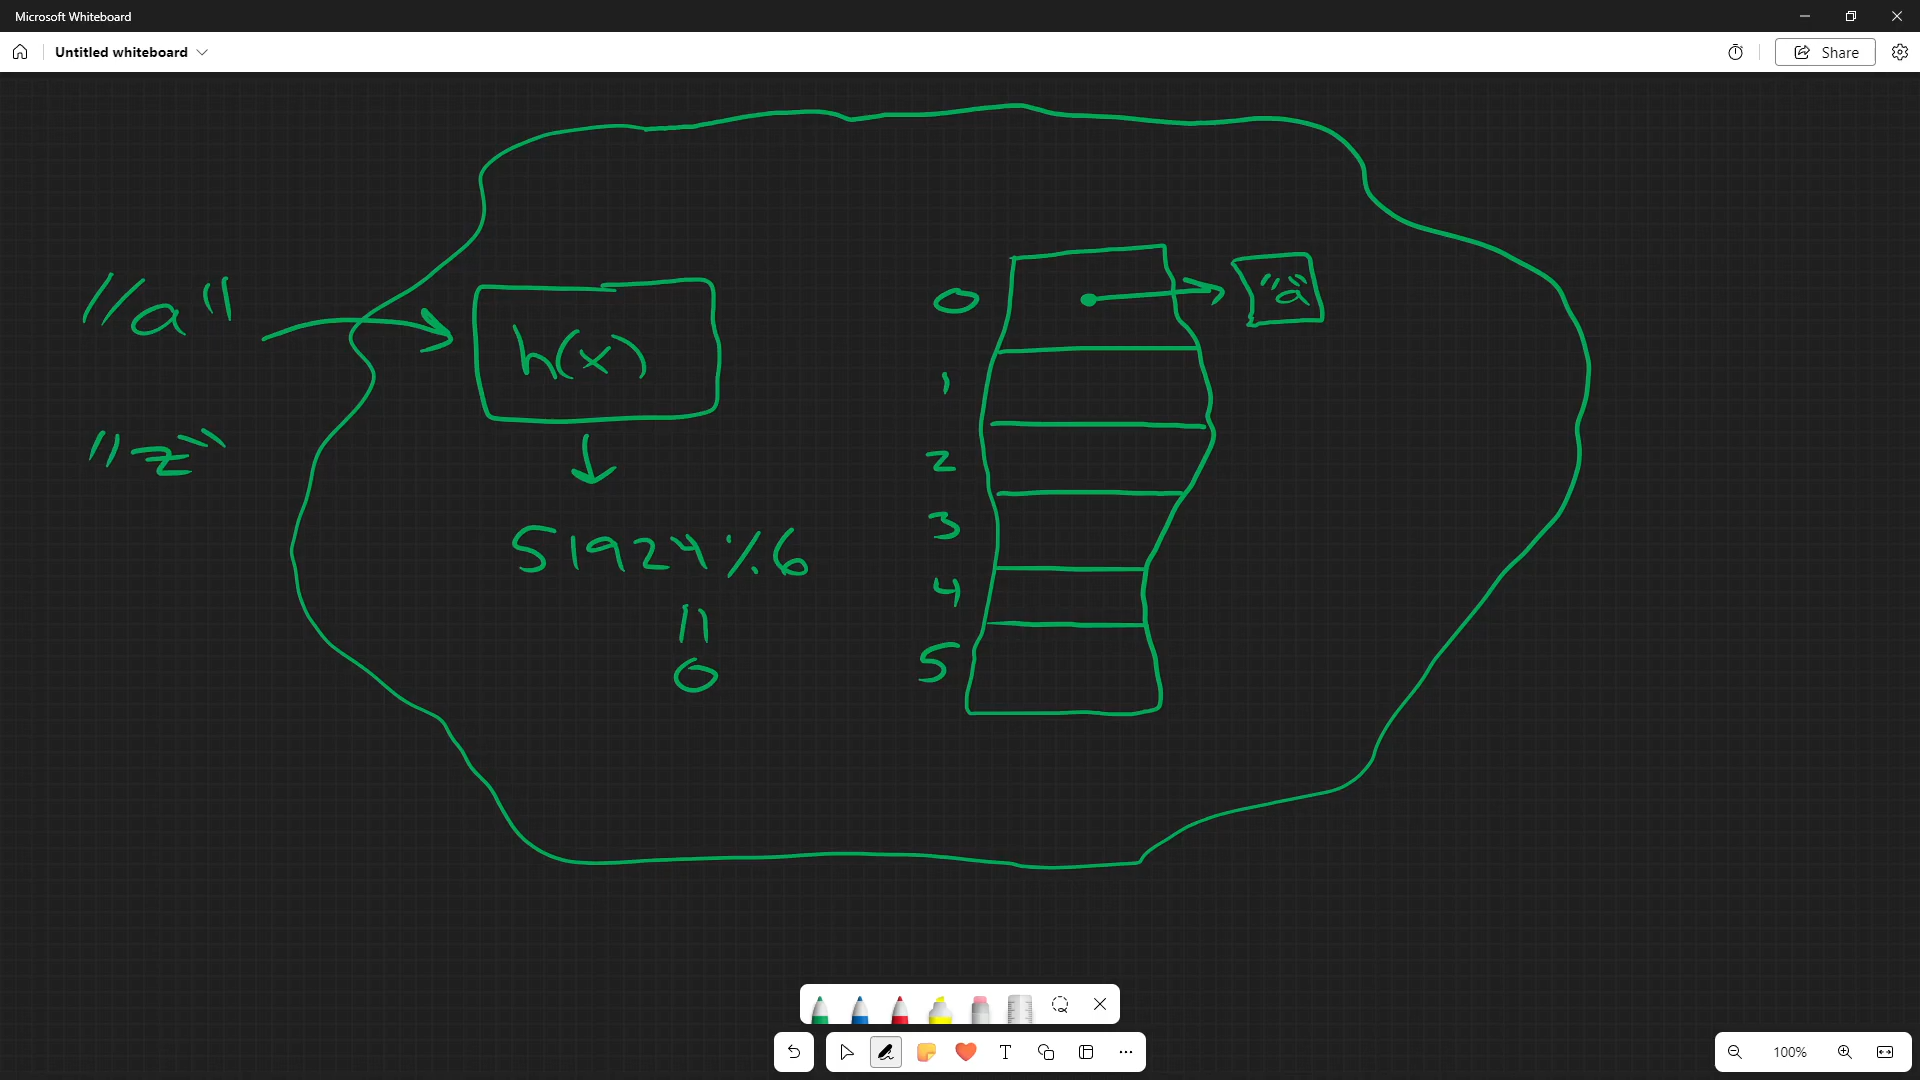 Microsoft Whiteboard
Untitled whiteboard
Share
"a"
h(x)
0
"a"
1
"z"
2
51924 % 6
3
=
4
0
5
T
100%